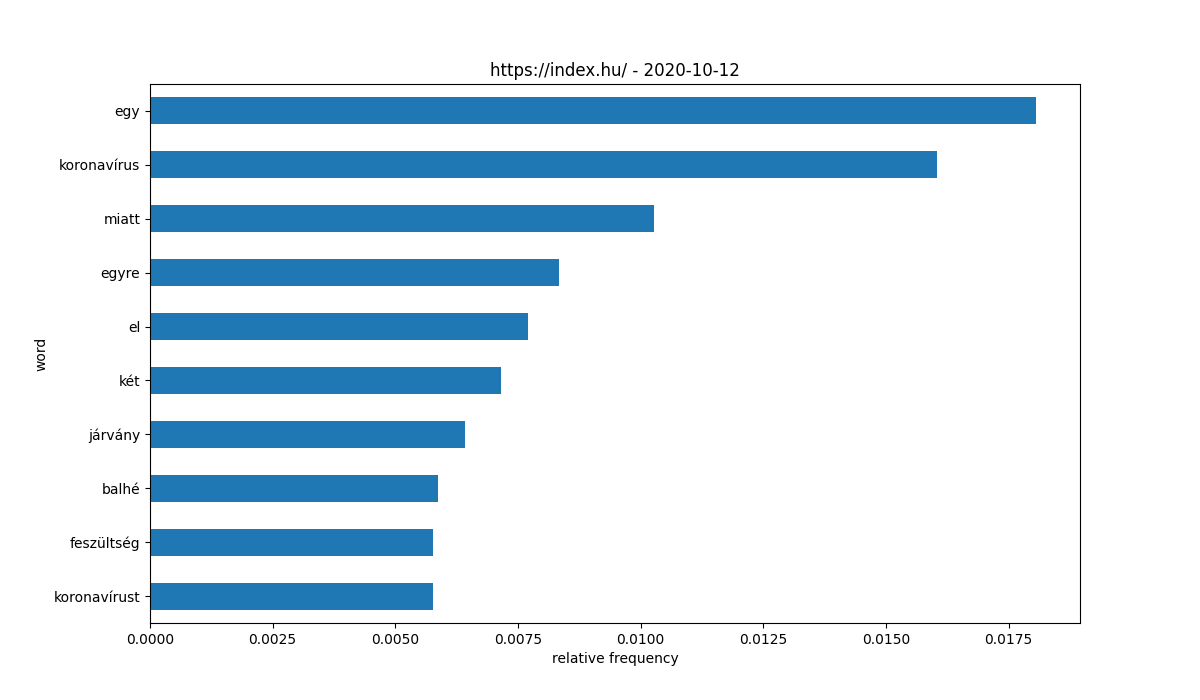 https://index.hu/ - 2020-10-12
egy
koronavírus
miatt
egyre
el
két
járvány
balhé
feszültség
koronavírust
word
0.0000 0.0025 0.0050 0.0075 0.0100 0.0125 0.0150 0.0175
relative frequency